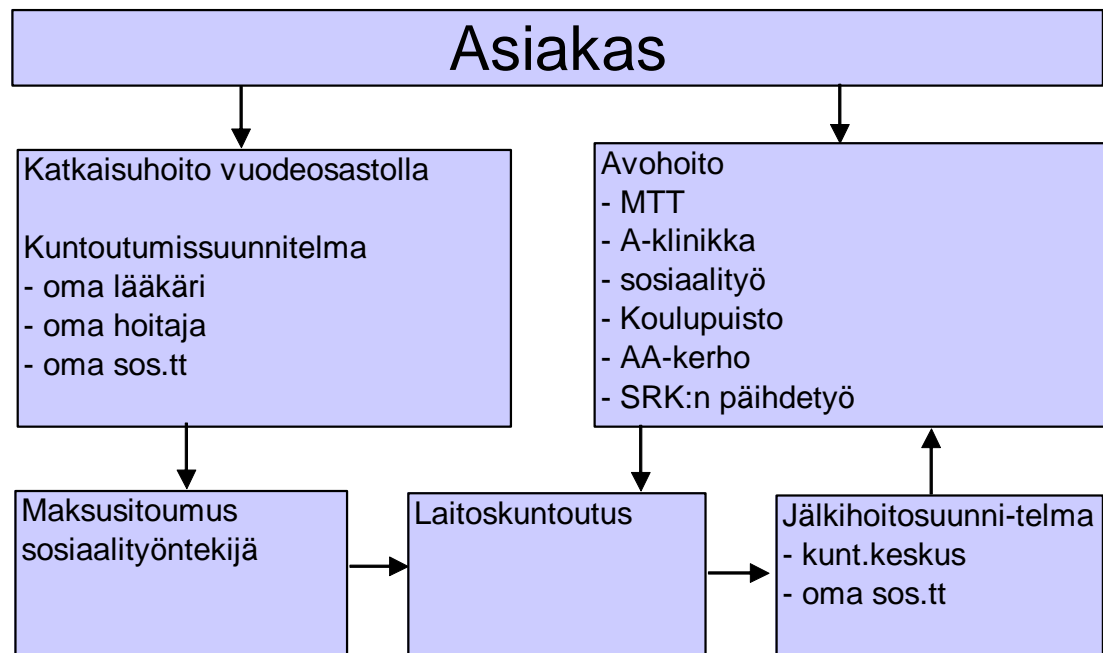 Asiakas
Katkaisuhoito vuodeosastolla
Kuntoutumissuunnitelma
- oma lääkäri
- oma hoitaja
- oma sos.tt
Avohoito
- MTT
- A-klinikka
- sosiaalityö
- Koulupuisto
- AA-kerho
- SRK:n päihdetyö
Maksusitoumus
sosiaalityöntekijä
Laitoskuntoutus
Jälkihoitosuunni-telma
- kunt.keskus
- oma sos.tt